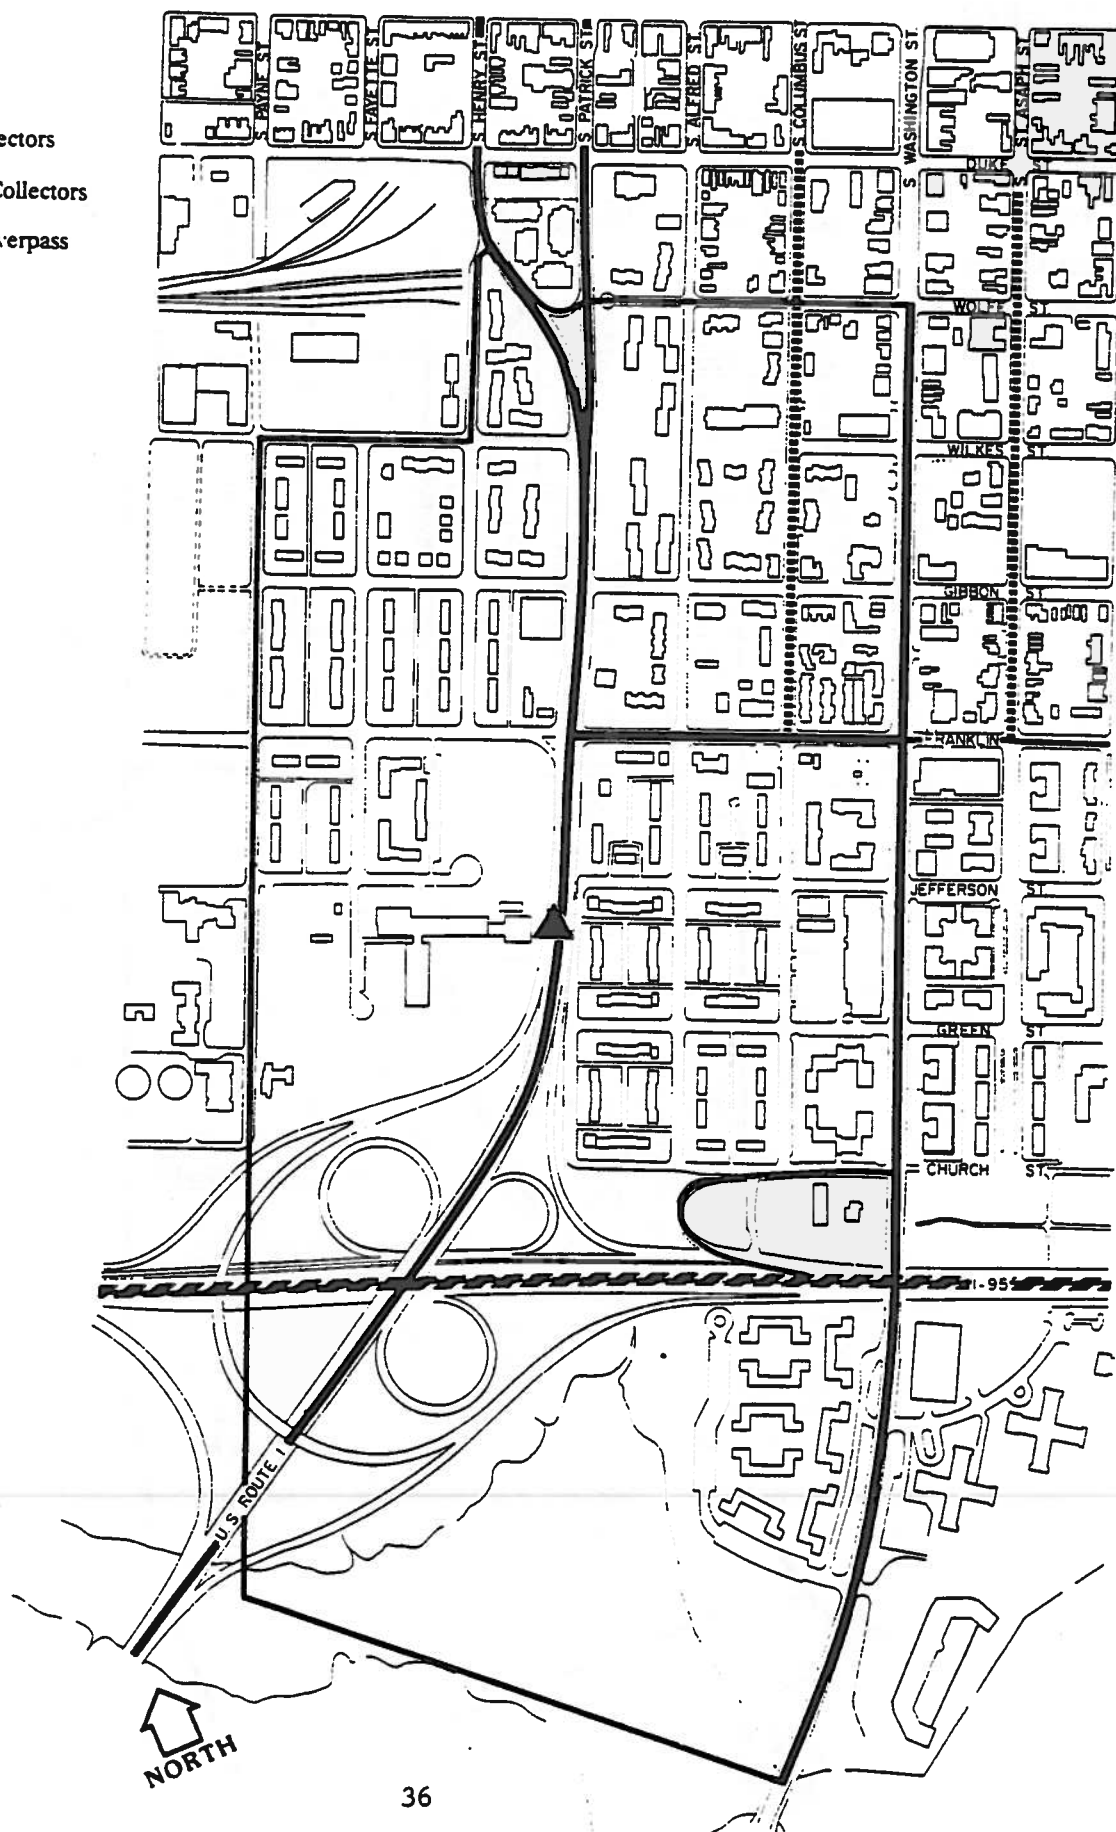 ectors
Collectors
verpass
S. PAYNE ST.
S. FAYETTE ST.
S. HENRY ST.
S. PATRICK ST.
S. ALFRED ST.
S. COLUMBUS ST
S WASHINGTON ST.
S ST. ASAPH ST.
DUKE ST
WOLFE ST.
WILKES ST
GIBBON ST
FRANKLIN
JEFFERSON ST.
GREEN ST
CHURCH ST.
I-95
U.S ROUTE 1
NORTH
36